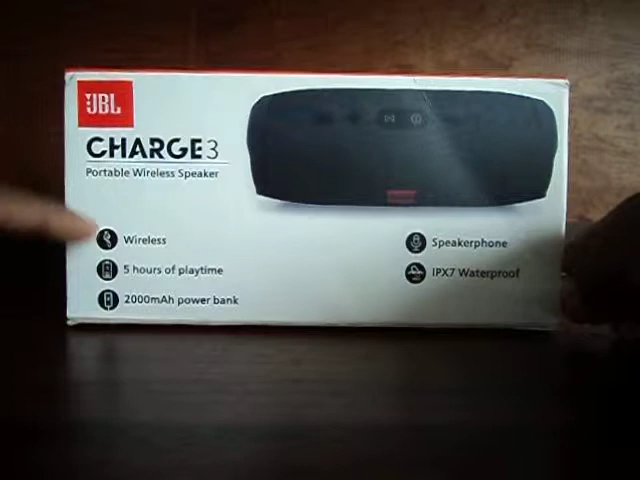 JBL
CHARGE3
Portable Wireless Speaker
Wireless
5 hours of playtime
2000mAh power bank
Speakerphone
IPX7 Waterproof